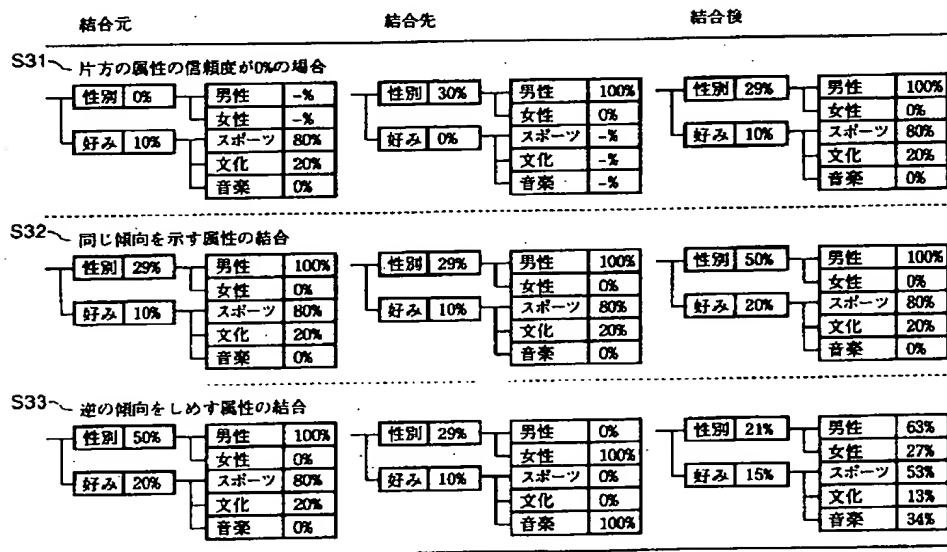 結合元 結合先 結合後
S31 片方の属性の信頼度が0%の場合
性別 0% 男性 -% 性別 30% 男性 100% 性別 29% 男性 100%
女性 -% 女性 0% 女性 0%
好み 10% スポーツ 80% 好み 0% スポーツ -% 好み 10% スポーツ 80%
文化 20% 文化 -% 文化 20%
音楽 0% 音楽 -% 音楽 0%
S32 同じ傾向を示す属性の結合
性別 29% 男性 100% 性別 29% 男性 100% 性別 50% 男性 100%
女性 0% 女性 0% 女性 0%
好み 10% スポーツ 80% 好み 10% スポーツ 80% 好み 20% スポーツ 80%
文化 20% 文化 20% 文化 20%
音楽 0% 音楽 0% 音楽 0%
S33 逆の傾向をしめす属性の結合
性別 50% 男性 100% 性別 29% 男性 0% 性別 21% 男性 63%
女性 0% 女性 100% 女性 27%
好み 20% スポーツ 80% 好み 10% スポーツ 0% 好み 15% スポーツ 53%
文化 20% 文化 0% 文化 13%
音楽 0% 音楽 100% 音楽 34%